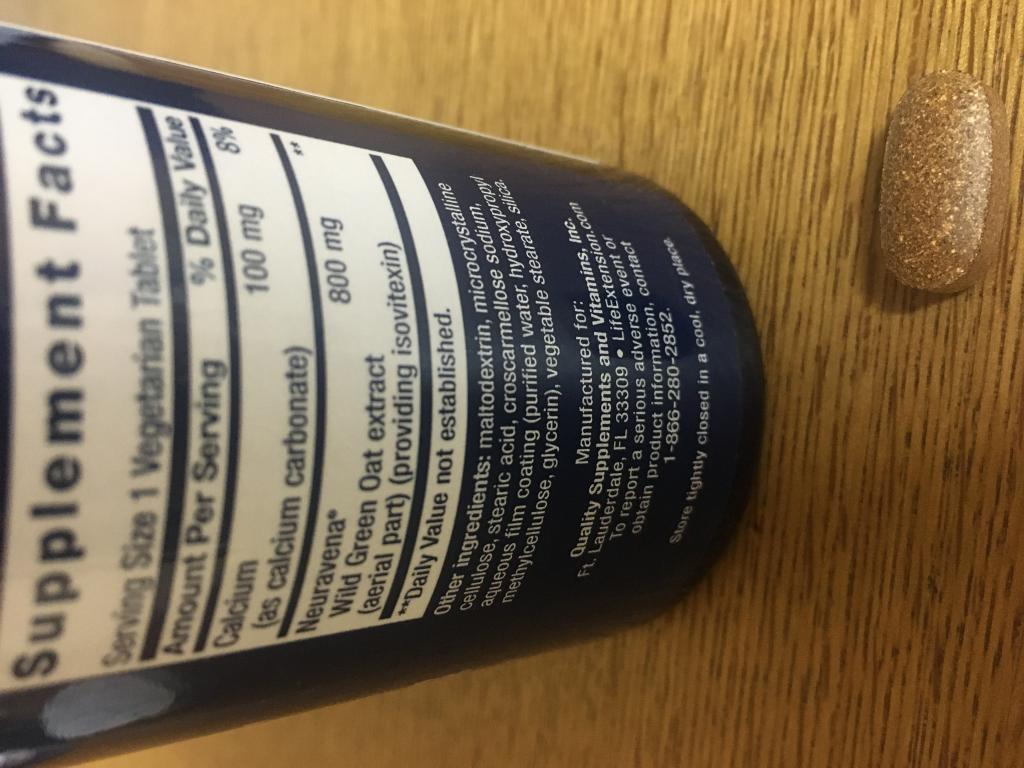 Supplement Facts
Serving Size 1 Vegetarian Tablet
Amount Per Serving % Daily Value
Calcium 100 mg 8%
(as calcium carbonate)
Neuravena* 800 mg **
Wild Green Oat extract
(aerial part) (providing isovitexin)
**Daily Value not established.
Other ingredients: maltodextrin, microcrystalline
cellulose, stearic acid, croscarmellose sodium,
aqueous film coating (purified water, hydroxypropyl
methylcellulose, glycerin), vegetable stearate, silica.
Manufactured for:
Quality Supplements and Vitamins, Inc.
Ft. Lauderdale, FL 33309 • LifeExtension.com
To report a serious adverse event or
obtain product information, contact
1-866-280-2852.
Store tightly closed in a cool, dry place.